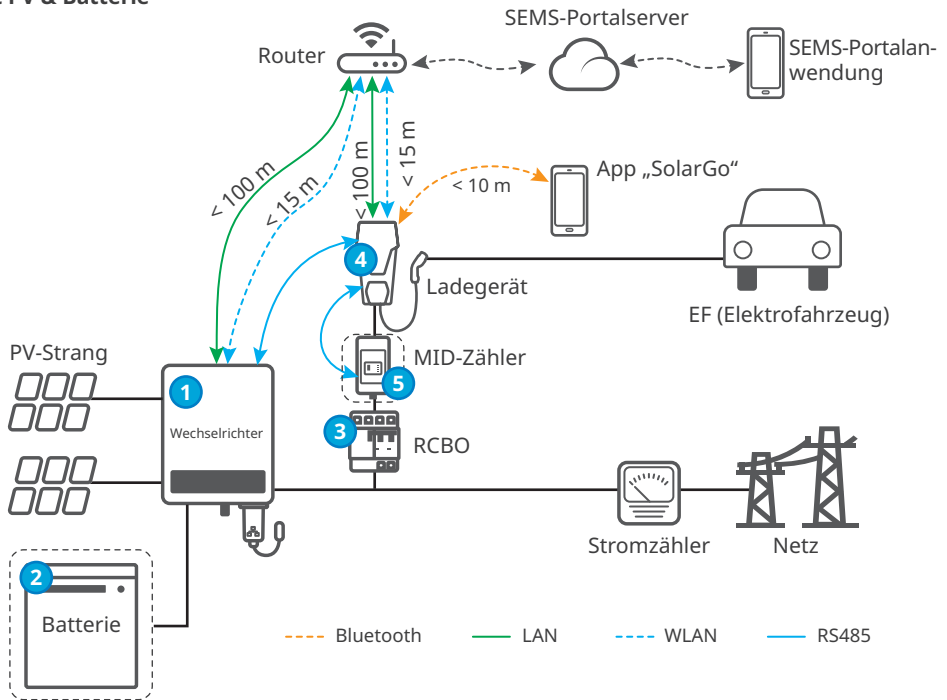 PV & Batterie
SEMS-Portalserver
Router
SEMS-Portalan-
wendung
< 100 m
< 15 m
< 100 m
< 15 m
< 10 m
App „SolarGo“
4
Ladegerät
EF (Elektrofahrzeug)
PV-Strang
MID-Zähler
1
5
Wechselrichter
3
RCBO
Stromzähler
Netz
2
Batterie
Bluetooth
LAN
WLAN
RS485